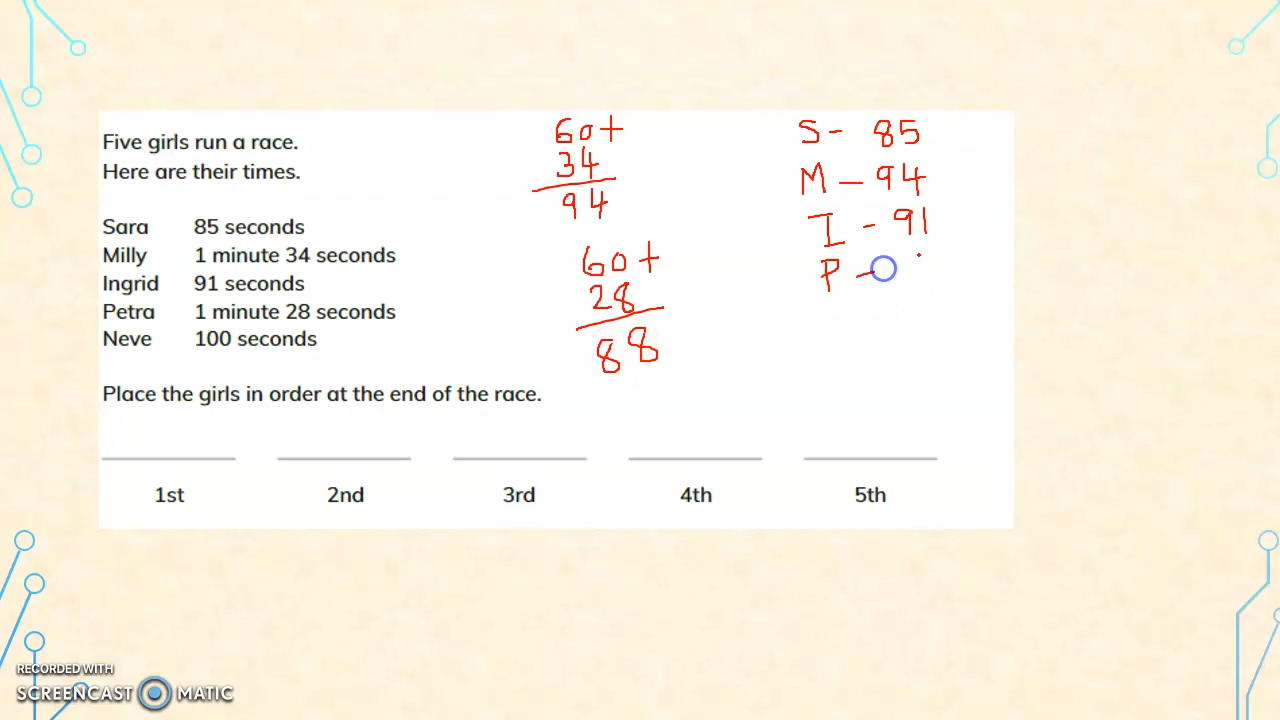 Five girls run a race.
Here are their times.
Sara 85 seconds
Milly 1 minute 34 seconds
Ingrid 91 seconds
Petra 1 minute 28 seconds
Neve 100 seconds
Place the girls in order at the end of the race.
1st 2nd 3rd 4th 5th
60+
34
94
60+
28
88
S- 85
M - 94
I - 91
P -
RECORDED WITH
SCREENCAST MATIC